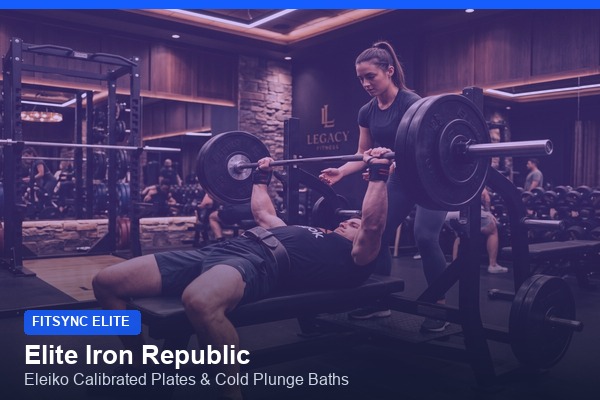 LEGACY
FITNESS
FITSYNC ELITE
Elite Iron Republic
Eleiko Calibrated Plates & Cold Plunge Baths